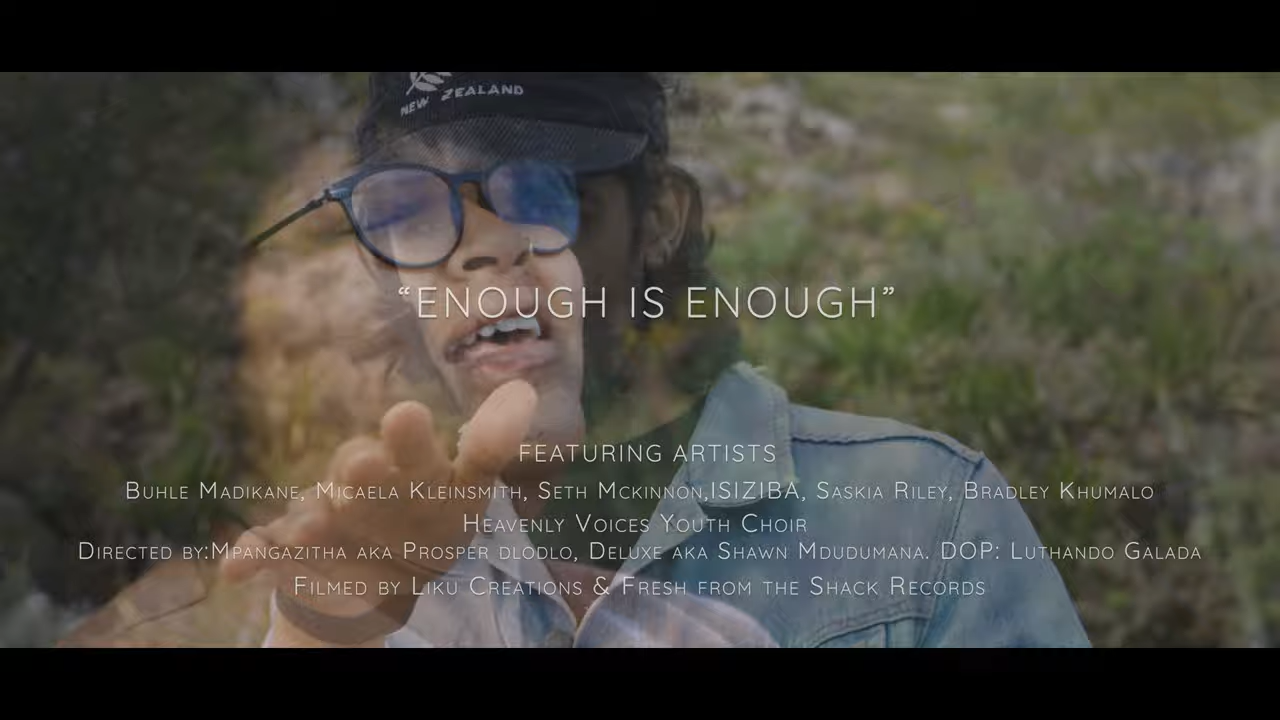 NEW ZEALAND
“ENOUGH IS ENOUGH”
FEATURING ARTISTS
Buhle Madikane, Micaela Kleinsmith, Seth Mckinnon,ISIZIBA, Saskia Riley, Bradley Khumalo
Heavenly Voices Youth Choir
Directed by:Mpangazitha aka Prosper dlodlo, Deluxe aka Shawn Mdudumana. DOP: Luthando Galada
Filmed by Liku Creations & Fresh from the Shack Records